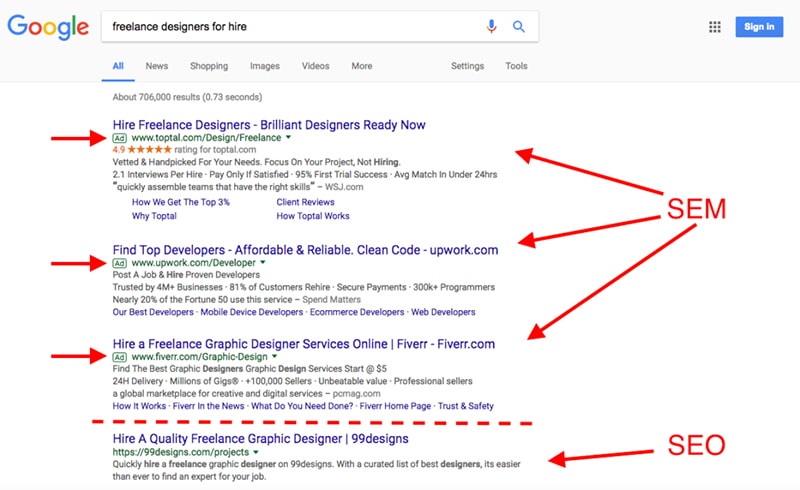 Google
freelance designers for hire
Sign in
All News Shopping Images Videos More Settings Tools
About 706,000 results (0.73 seconds)
Hire Freelance Designers - Brilliant Designers Ready Now
Ad www.toptal.com/Design/Freelance
4.9 ★★★★★ rating for toptal.com
Vetted & Handpicked For Your Needs. Focus On Your Project, Not Hiring.
2.1 Interviews Per Hire · Pay Only If Satisfied · 95% First Trial Success · Avg Match In Under 24hrs
"quickly assemble teams that have the right skills" – WSJ.com
How We Get The Top 3% Client Reviews
Why Toptal How Toptal Works
SEM
Find Top Developers - Affordable & Reliable. Clean Code - upwork.com
Ad www.upwork.com/Developer
Post A Job & Hire Proven Developers
Trusted by 4M+ Businesses · 81% of Customers Rehire · Secure Payments · 300k+ Programmers
Nearly 20% of the Fortune 50 use this service – Spend Matters
Our Best Developers · Mobile Device Developers · Ecommerce Developers · Web Developers
Hire a Freelance Graphic Designer Services Online | Fiverr - Fiverr.com
Ad www.fiverr.com/Graphic-Design
Find The Best Graphic Designers Graphic Design Services Start @ $5
24H Delivery · Millions of Gigs® · +100,000 Sellers · Unbeatable value · Professional sellers
a global marketplace for creative and digital services – pcmag.com
How It Works · Fiverr In the News · What Do You Need Done? · Fiverr Home Page · Trust & Safety
Hire A Quality Freelance Graphic Designer | 99designs
https://99designs.com/projects
SEO
Quickly hire a freelance graphic designer on 99designs. With a curated list of best designers, its easier
than ever to find an expert for your job.